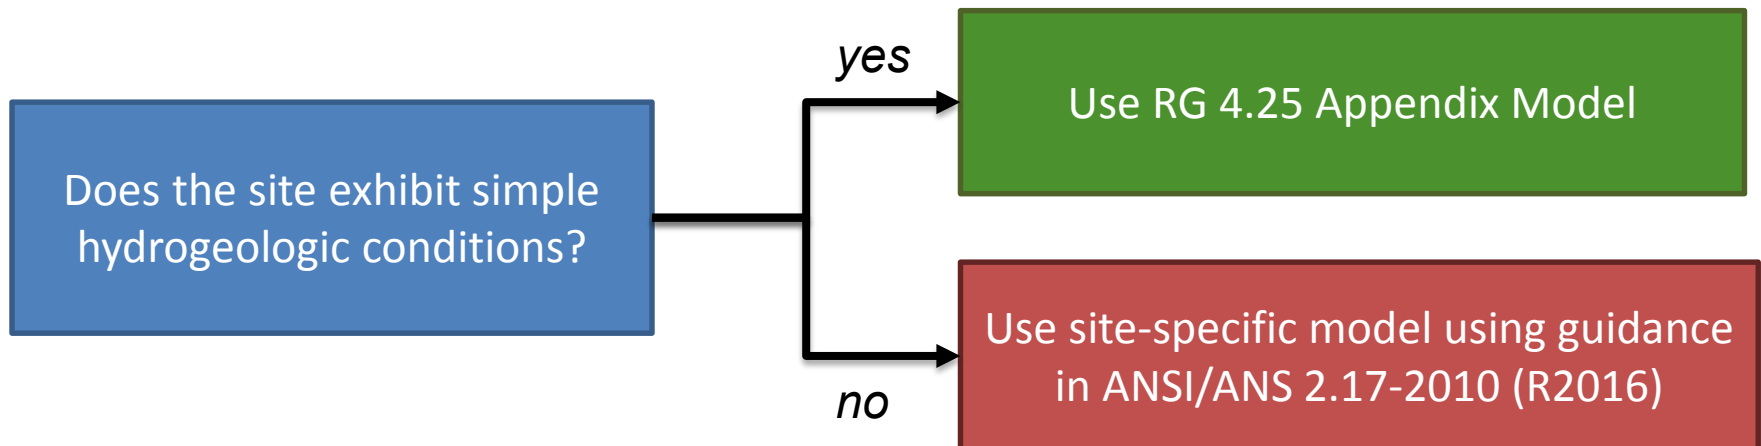 Does the site exhibit simple
hydrogeologic conditions?
yes
Use RG 4.25 Appendix Model
no
Use site-specific model using guidance
in ANSI/ANS 2.17-2010 (R2016)